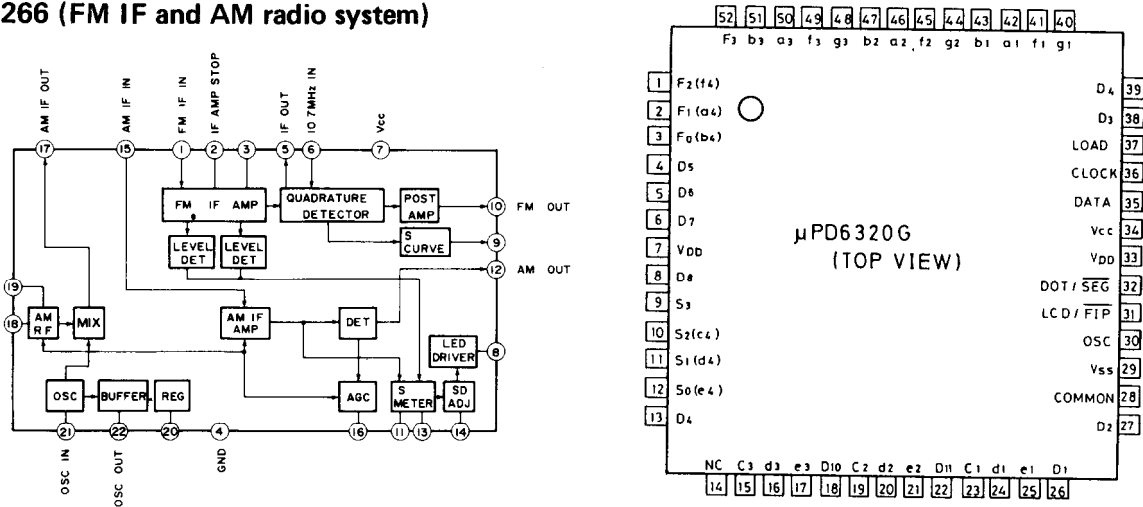 266 (FM IF and AM radio system)
AM IF OUT
AM IF IN
FM IF IN
IF AMP STOP
IF OUT
10.7MHz IN
Vcc
17
15
1
2
3
5
6
7
FM IF AMP
QUADRATURE
DETECTOR
POST
AMP
10
FM OUT
LEVEL
DET
LEVEL
DET
S
CURVE
9
12
AM OUT
19
18
AM
RF
MIX
AM IF
AMP
DET
LED
DRIVER
8
OSC
BUFFER
REG
AGC
S
METER
SD
ADJ
21
22
20
4
16
11
13
14
OSC IN
OSC OUT
GND
52 51 50 49 48 47 46 45 44 43 42 41 40
F3 b3 a3 f3 g3 b2 a2 f2 g2 b1 a1 f1 g1
1 F2(f4)
2 F1(a4)
3 F0(b4)
4 D5
5 D6
6 D7
7 VDD
8 D8
9 S3
10 S2(c4)
11 S1(d4)
12 S0(e4)
13 D4
µPD6320G
(TOP VIEW)
D4 39
D3 38
LOAD 37
CLOCK 36
DATA 35
Vcc 34
VDD 33
DOT/S̅E̅G̅ 32
LCD/F̅I̅P̅ 31
OSC 30
Vss 29
COMMON 28
D2 27
NC C3 d3 e3 D10 C2 d2 e2 D11 C1 d1 e1 D1
14 15 16 17 18 19 20 21 22 23 24 25 26